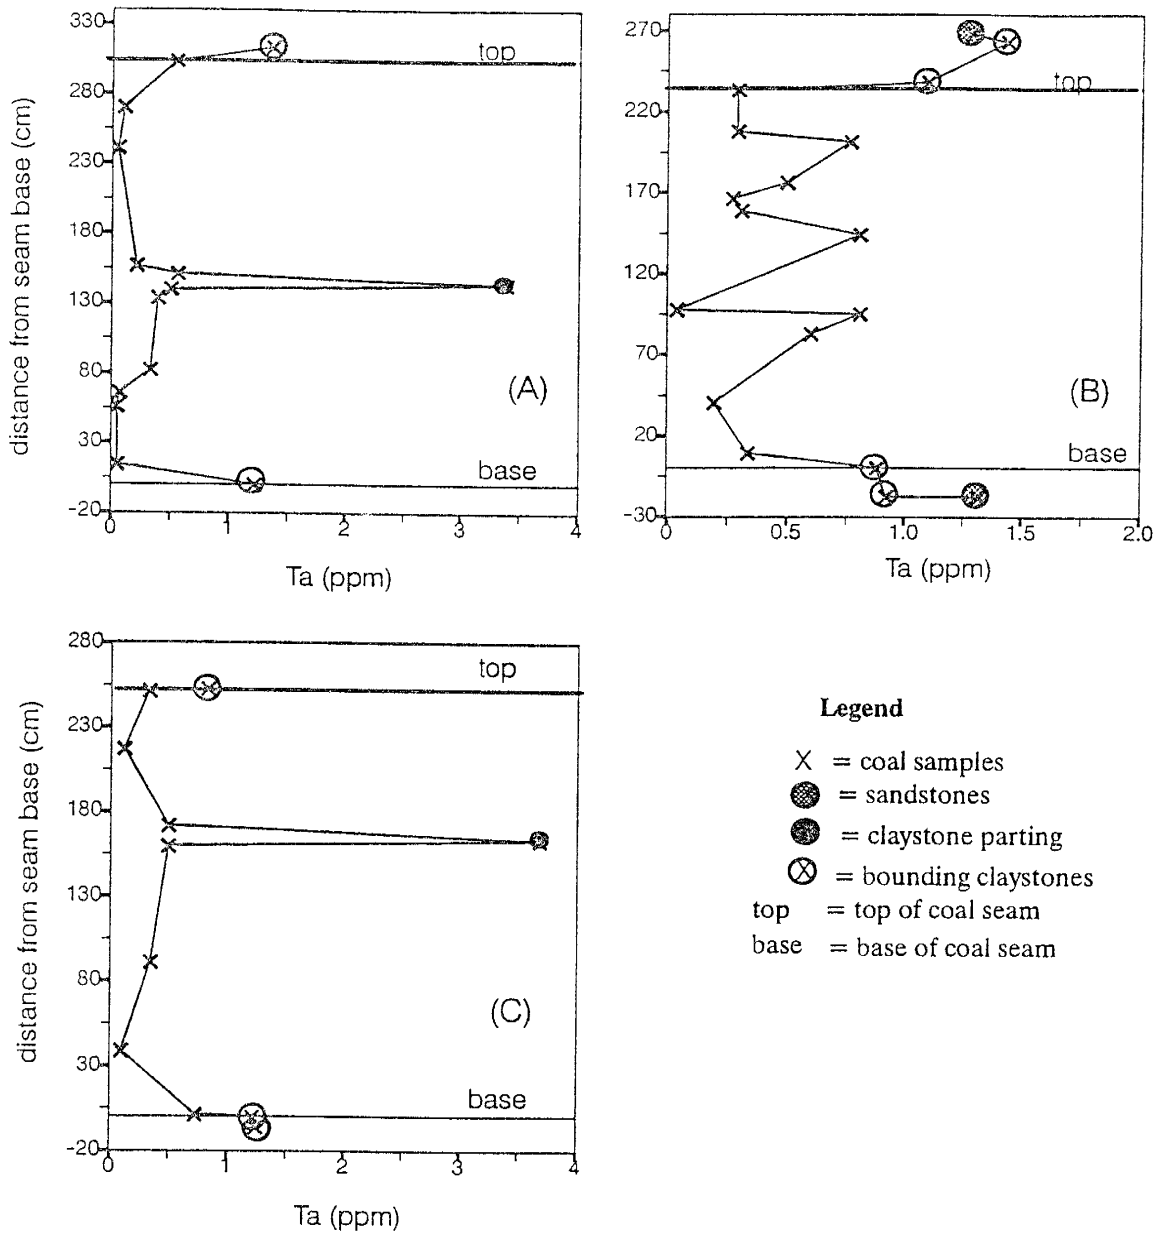 330
280
230
180
130
80
30
-20
distance from seam base (cm)
top
(A)
base
0 1 2 3 4
Ta (ppm)
270
220
170
120
70
20
-30
top
(B)
base
0 0.5 1.0 1.5 2.0
Ta (ppm)
280
230
180
130
80
30
-20
distance from seam base (cm)
top
(C)
base
0 1 2 3 4
Ta (ppm)
Legend
X = coal samples
= sandstones
= claystone parting
= bounding claystones
top = top of coal seam
base = base of coal seam